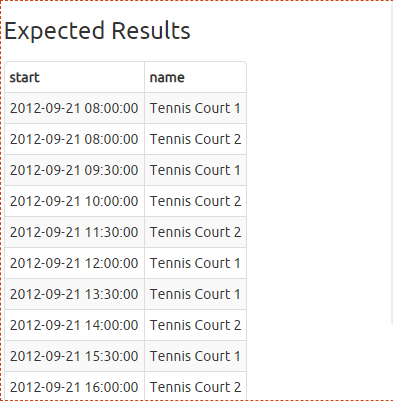 Expected Results
start name
2012-09-21 08:00:00 Tennis Court 1
2012-09-21 08:00:00 Tennis Court 2
2012-09-21 09:30:00 Tennis Court 1
2012-09-21 10:00:00 Tennis Court 2
2012-09-21 11:30:00 Tennis Court 2
2012-09-21 12:00:00 Tennis Court 1
2012-09-21 13:30:00 Tennis Court 1
2012-09-21 14:00:00 Tennis Court 2
2012-09-21 15:30:00 Tennis Court 1
2012-09-21 16:00:00 Tennis Court 2